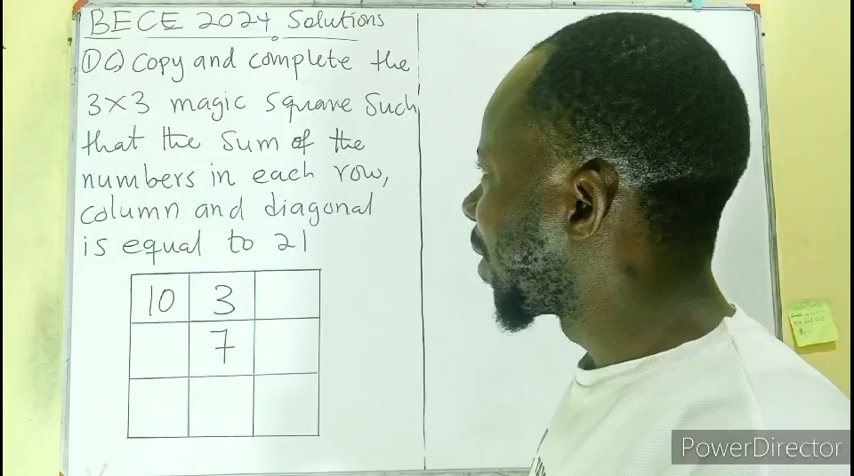 BECE 2024 Solutions
① C) Copy and complete the
3×3 magic square Such
that the sum of the
numbers in each row,
column and diagonal
is equal to 21
10 3
7
PowerDirector